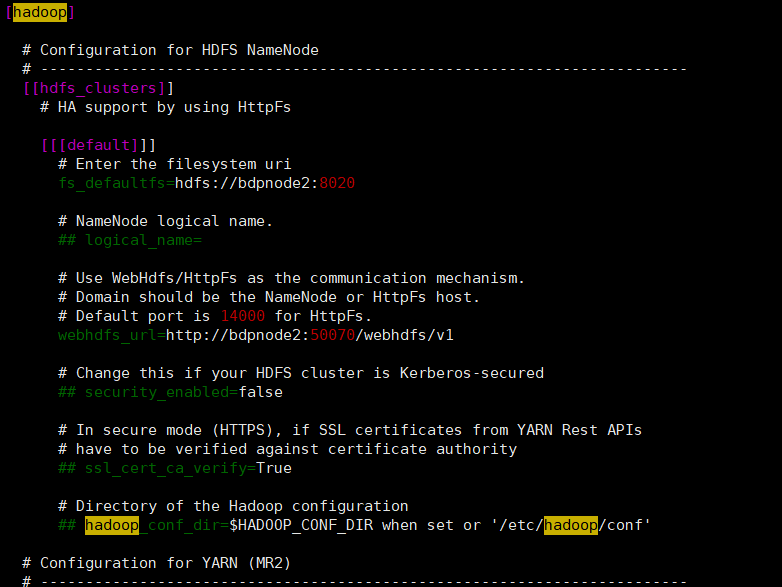 [hadoop]
# Configuration for HDFS NameNode
# ------------------------------------------------------------------------
[[hdfs_clusters]]
# HA support by using HttpFs
[[[default]]]
# Enter the filesystem uri
fs_defaultfs=hdfs://bdpnode2:8020
# NameNode logical name.
## logical_name=
# Use WebHdfs/HttpFs as the communication mechanism.
# Domain should be the NameNode or HttpFs host.
# Default port is 14000 for HttpFs.
webhdfs_url=http://bdpnode2:50070/webhdfs/v1
# Change this if your HDFS cluster is Kerberos-secured
## security_enabled=false
# In secure mode (HTTPS), if SSL certificates from YARN Rest APIs
# have to be verified against certificate authority
## ssl_cert_ca_verify=True
# Directory of the Hadoop configuration
## hadoop_conf_dir=$HADOOP_CONF_DIR when set or '/etc/hadoop/conf'
# Configuration for YARN (MR2)
# ------------------------------------------------------------------------